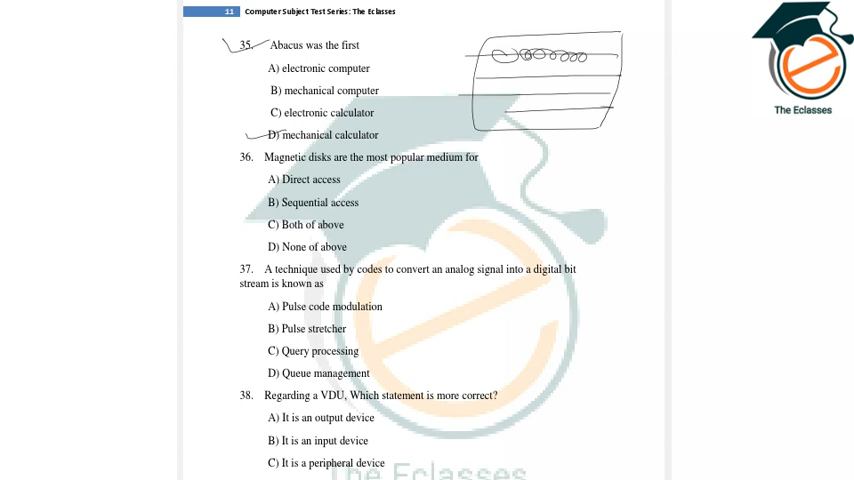 11 Computer Subject Test Series: The Eclasses
35. Abacus was the first
A) electronic computer
B) mechanical computer
C) electronic calculator
D) mechanical calculator
36. Magnetic disks are the most popular medium for
A) Direct access
B) Sequential access
C) Both of above
D) None of above
37. A technique used by codes to convert an analog signal into a digital bit
stream is known as
A) Pulse code modulation
B) Pulse stretcher
C) Query processing
D) Queue management
38. Regarding a VDU, Which statement is more correct?
A) It is an output device
B) It is an input device
C) It is a peripheral device
The Eclasses
The Eclasses